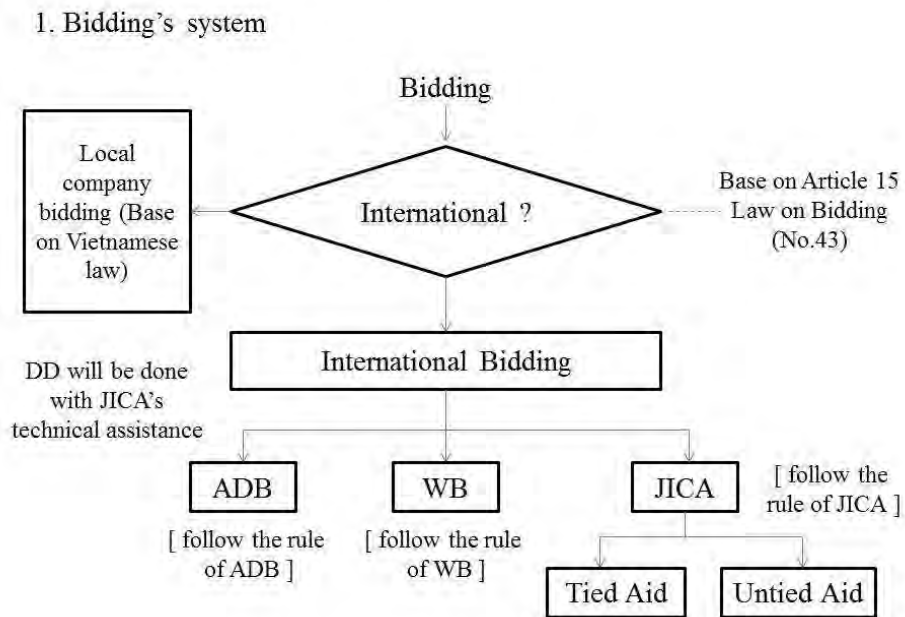 1. Bidding's system
Bidding
Local
company
bidding (Base
on Vietnamese
law)
International ?
Base on Article 15
Law on Bidding
(No.43)
International Bidding
DD will be done
with JICA's
technical assistance
ADB
WB
JICA
[ follow the
rule of JICA ]
[ follow the rule
of ADB ]
[ follow the rule
of WB ]
Tied Aid
Untied Aid